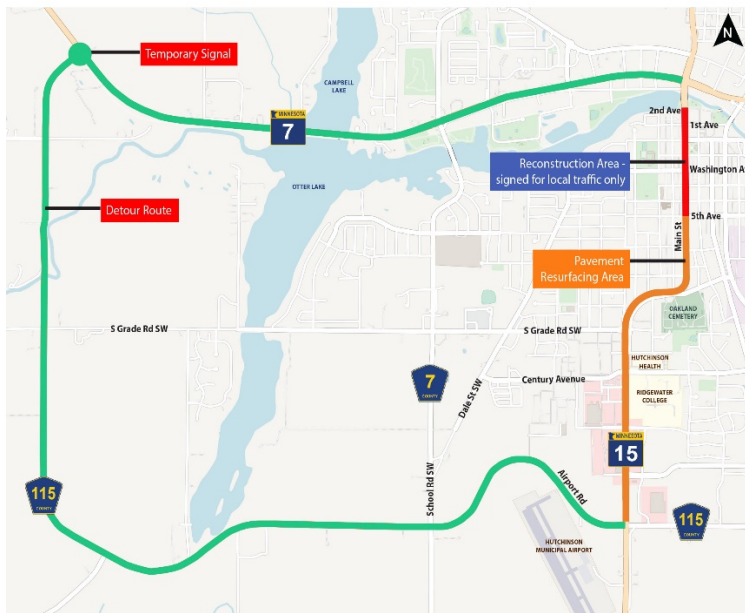 N
Temporary Signal
CAMPBELL
LAKE
2nd Ave
1st Ave
MINNESOTA
7
Reconstruction Area -
signed for local traffic only
Washington A
OTTER LAKE
Detour Route
5th Ave
Main St
Pavement
Resurfacing Area
OAKLAND
CEMETERY
S Grade Rd SW
S Grade Rd SW
HUTCHINSON
HEALTH
7
COUNTY
Century Avenue
Dale St SW
RIDGEWATER
COLLEGE
MINNESOTA
15
115
COUNTY
School Rd SW
Airport Rd
115
COUNTY
HUTCHINSON
MUNICIPAL AIRPORT